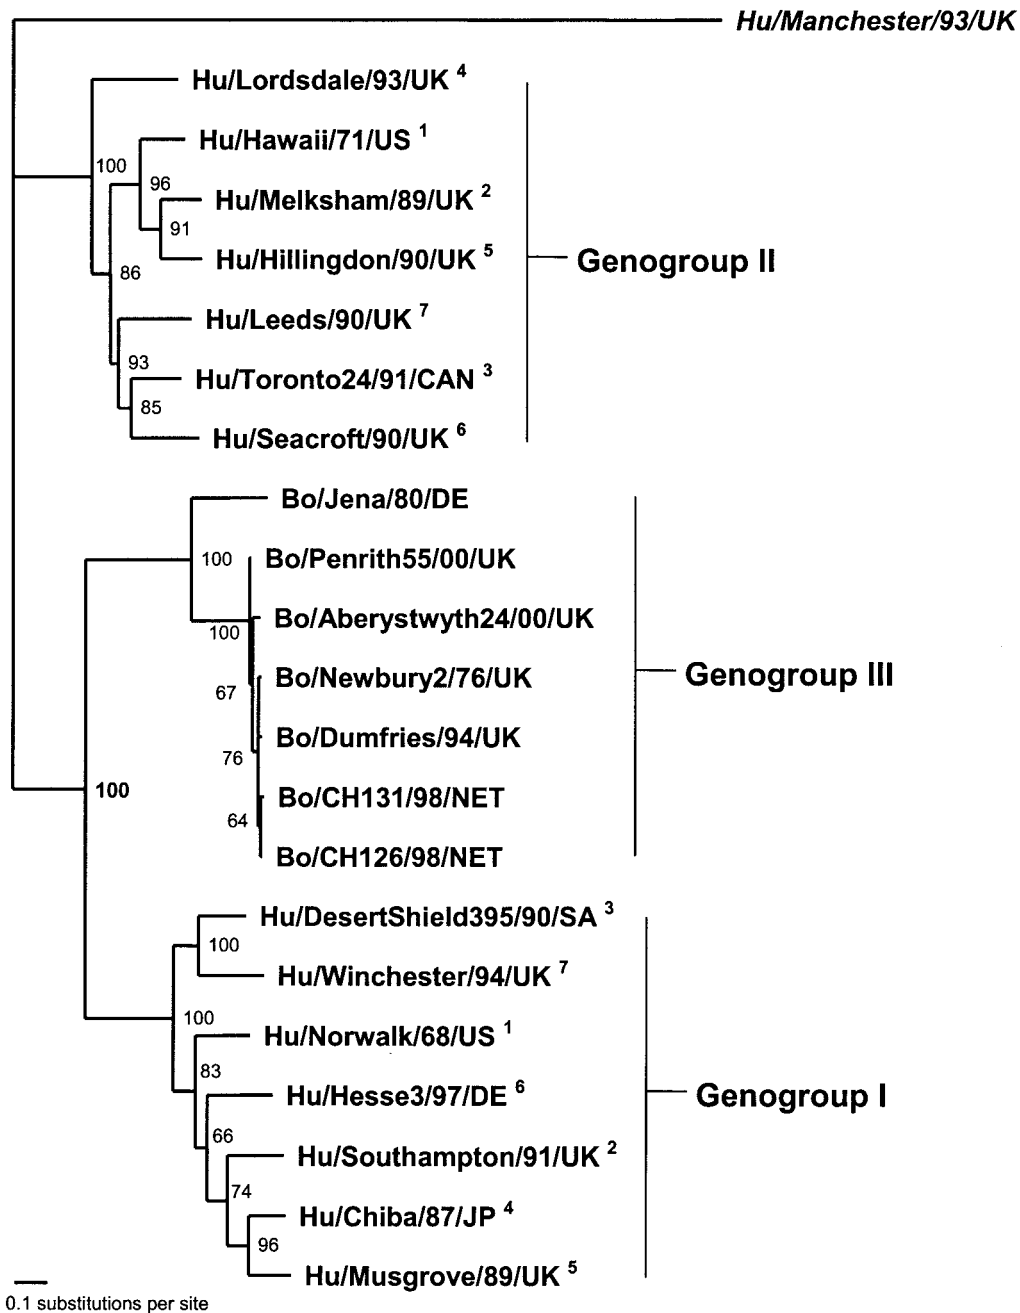 Hu/Manchester/93/UK
Hu/Lordsdale/93/UK 4
Hu/Hawaii/71/US 1
100
96
Hu/Melksham/89/UK 2
91
Hu/Hillingdon/90/UK 5
Genogroup II
86
Hu/Leeds/90/UK 7
93
Hu/Toronto24/91/CAN 3
85
Hu/Seacroft/90/UK 6
Bo/Jena/80/DE
100
Bo/Penrith55/00/UK
Bo/Aberystwyth24/00/UK
100
Bo/Newbury2/76/UK
Genogroup III
67
Bo/Dumfries/94/UK
76
100
Bo/CH131/98/NET
64
Bo/CH126/98/NET
Hu/DesertShield395/90/SA 3
100
Hu/Winchester/94/UK 7
100
Hu/Norwalk/68/US 1
83
Hu/Hesse3/97/DE 6
Genogroup I
66
Hu/Southampton/91/UK 2
74
Hu/Chiba/87/JP 4
96
Hu/Musgrove/89/UK 5
0.1 substitutions per site